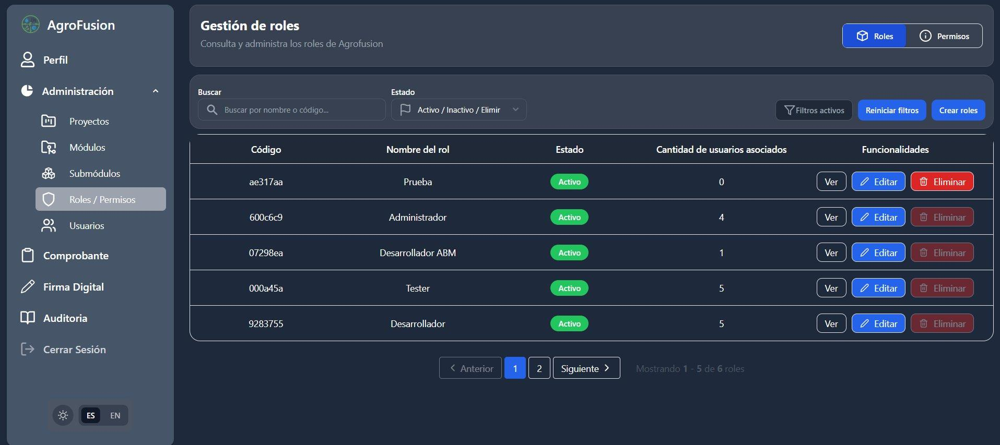 AgroFusion
Perfil
Administración
Proyectos
Módulos
Submódulos
Roles / Permisos
Usuarios
Comprobante
Firma Digital
Auditoria
Cerrar Sesión
ES EN
Gestión de roles
Consulta y administra los roles de Agrofusion
Roles Permisos
Buscar Estado
Buscar por nombre o código... Activo / Inactivo / Elimir Filtros activos Reiniciar filtros Crear roles
Código Nombre del rol Estado Cantidad de usuarios asociados Funcionalidades
ae317aa Prueba Activo 0 Ver Editar Eliminar
600c6c9 Administrador Activo 4 Ver Editar Eliminar
07298ea Desarrollador ABM Activo 1 Ver Editar Eliminar
000a45a Tester Activo 5 Ver Editar Eliminar
9283755 Desarrollador Activo 5 Ver Editar Eliminar
Anterior 1 2 Siguiente Mostrando 1 - 5 de 6 roles